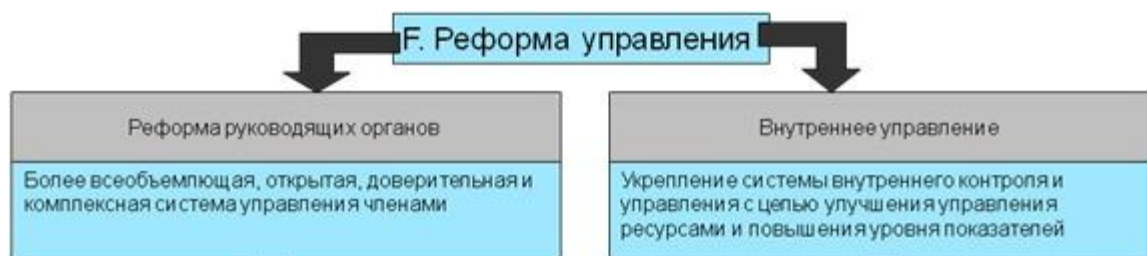 F. Реформа управления
Реформа руководящих органов
Более всеобъемлющая, открытая, доверительная и
комплексная система управления членами
Внутреннее управление
Укрепление системы внутреннего контроля и
управления с целью улучшения управления
ресурсами и повышения уровня показателей